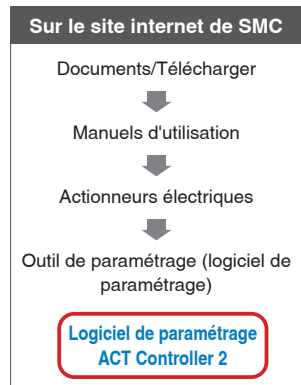 Sur le site internet de SMC
Documents/Télécharger
Manuels d'utilisation
Actionneurs électriques
Outil de paramétrage (logiciel de
paramétrage)
Logiciel de paramétrage
ACT Controller 2